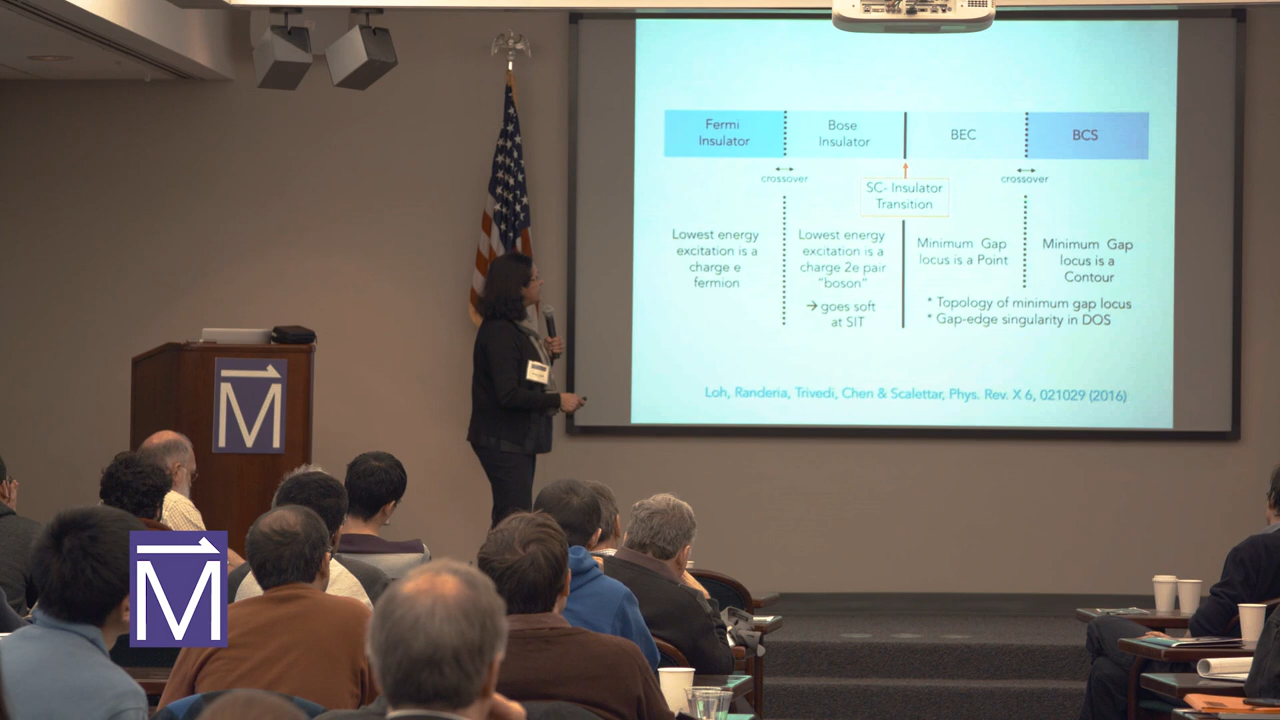 Fermi
Insulator
Bose
Insulator
BEC
BCS
crossover
crossover
SC- Insulator
Transition
Lowest energy
excitation is a
charge e
fermion
Lowest energy
excitation is a
charge 2e pair
"boson"
→ goes soft
at SIT
Minimum Gap
locus is a Point
Minimum Gap
locus is a
Contour
* Topology of minimum gap locus
* Gap-edge singularity in DOS
Loh, Randeria, Trivedi, Chen & Scalettar, Phys. Rev. X 6, 021029 (2016)
M
M